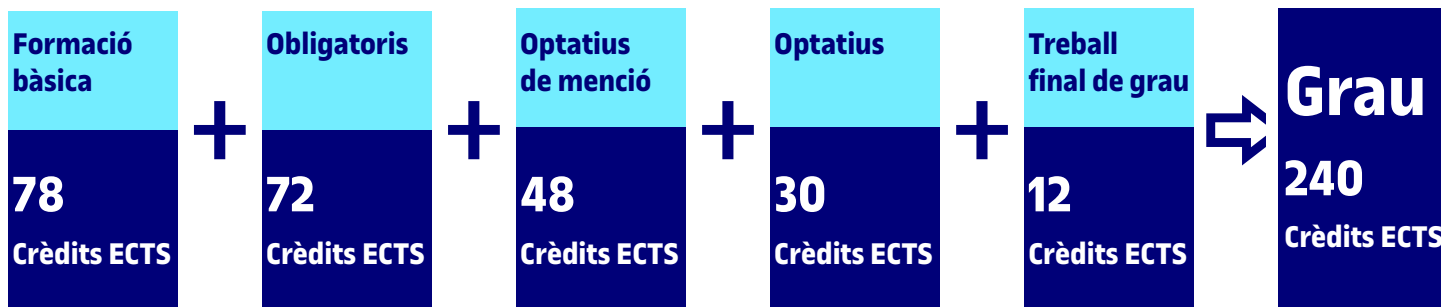 Formació
bàsica
78
Crèdits ECTS
+
Obligatoris
72
Crèdits ECTS
+
Optatius
de menció
48
Crèdits ECTS
+
Optatius
30
Crèdits ECTS
+
Treball
final de grau
12
Crèdits ECTS
Grau
240
Crèdits ECTS